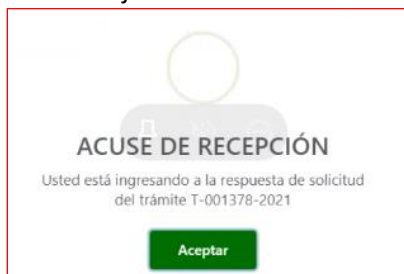 ACUSE DE RECEPCIÓN
Usted está ingresando a la respuesta de solicitud
del trámite T-001378-2021
Aceptar